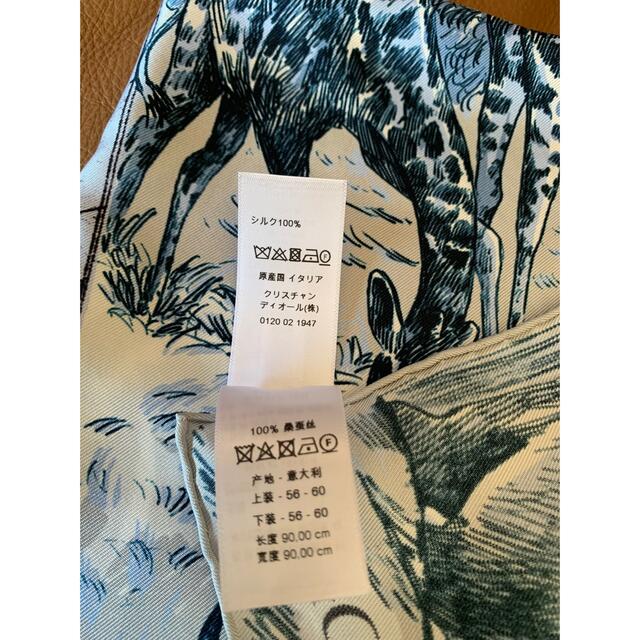 シルク100%
原産国 イタリア
クリスチャン
ディオール(株)
0120 02 1947
100% 桑蚕丝
产地 - 意大利
上装 - 56 - 60
下装 - 56 - 60
长度 90.00 cm
宽度 90.00 cm